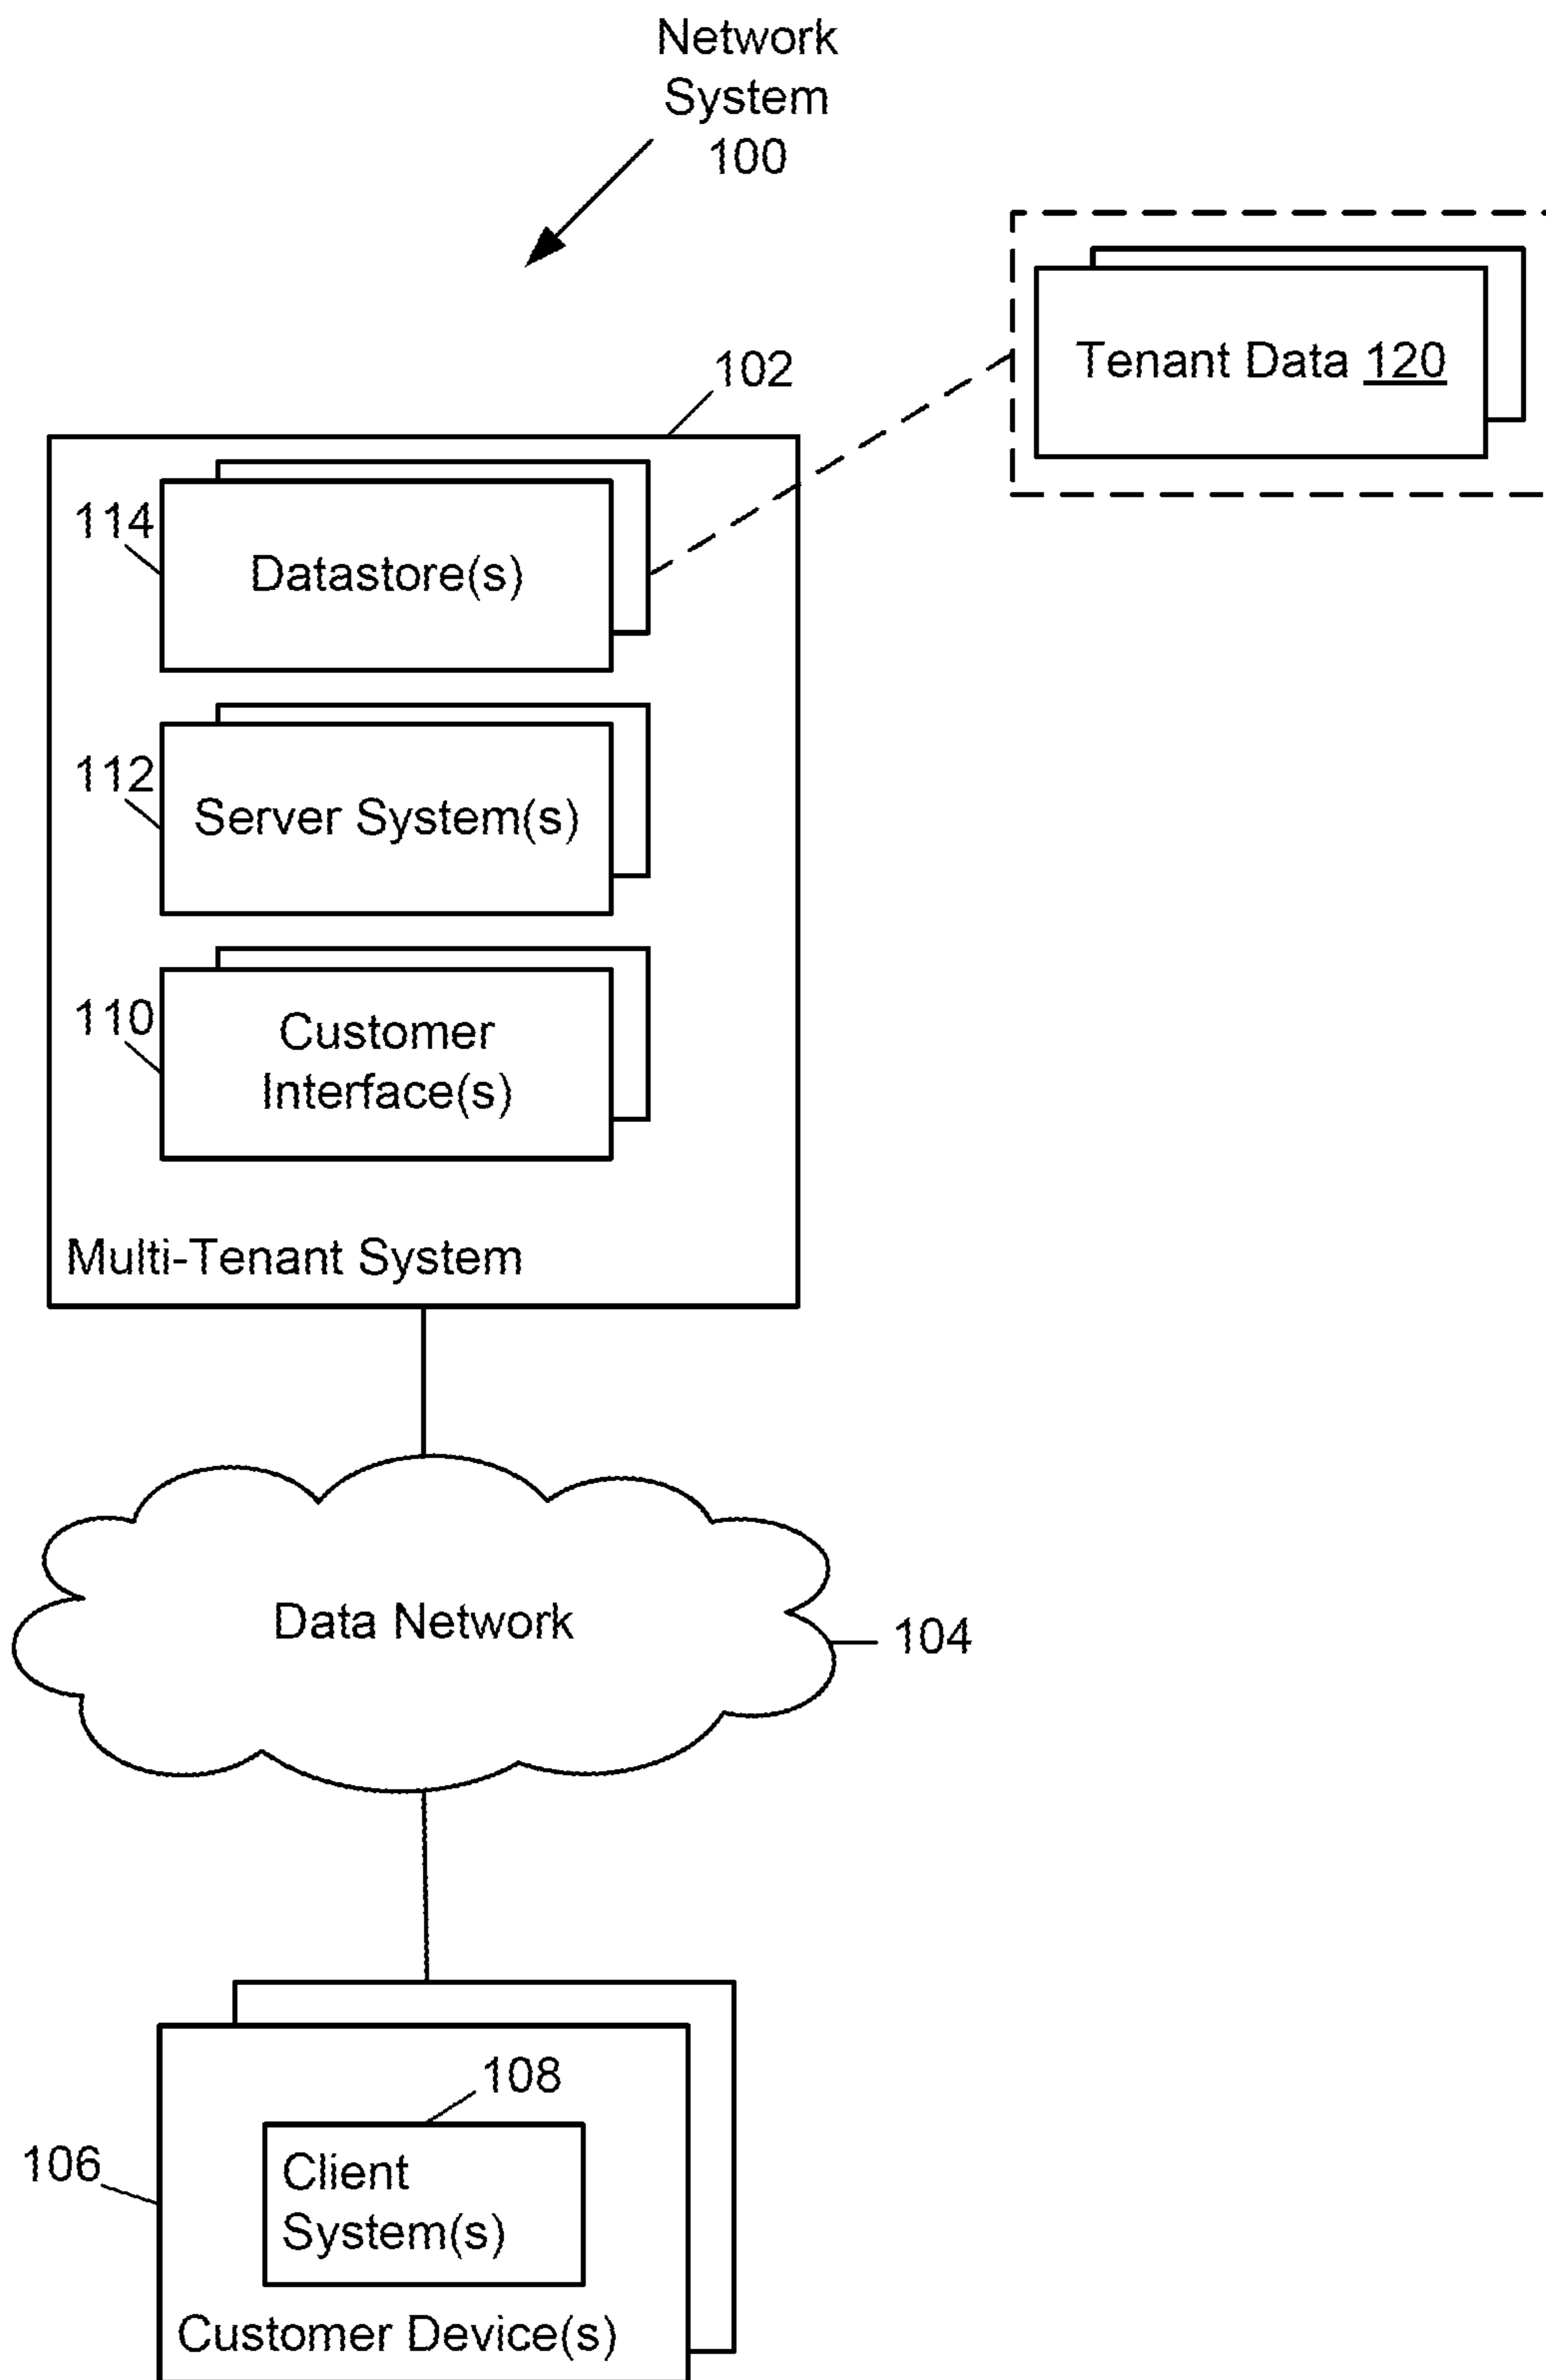 Network
System
100
102
Tenant Data 120
114
Datastore(s)
112
Server System(s)
110
Customer
Interface(s)
Multi-Tenant System
Data Network
104
108
106
Client
System(s)
Customer Device(s)